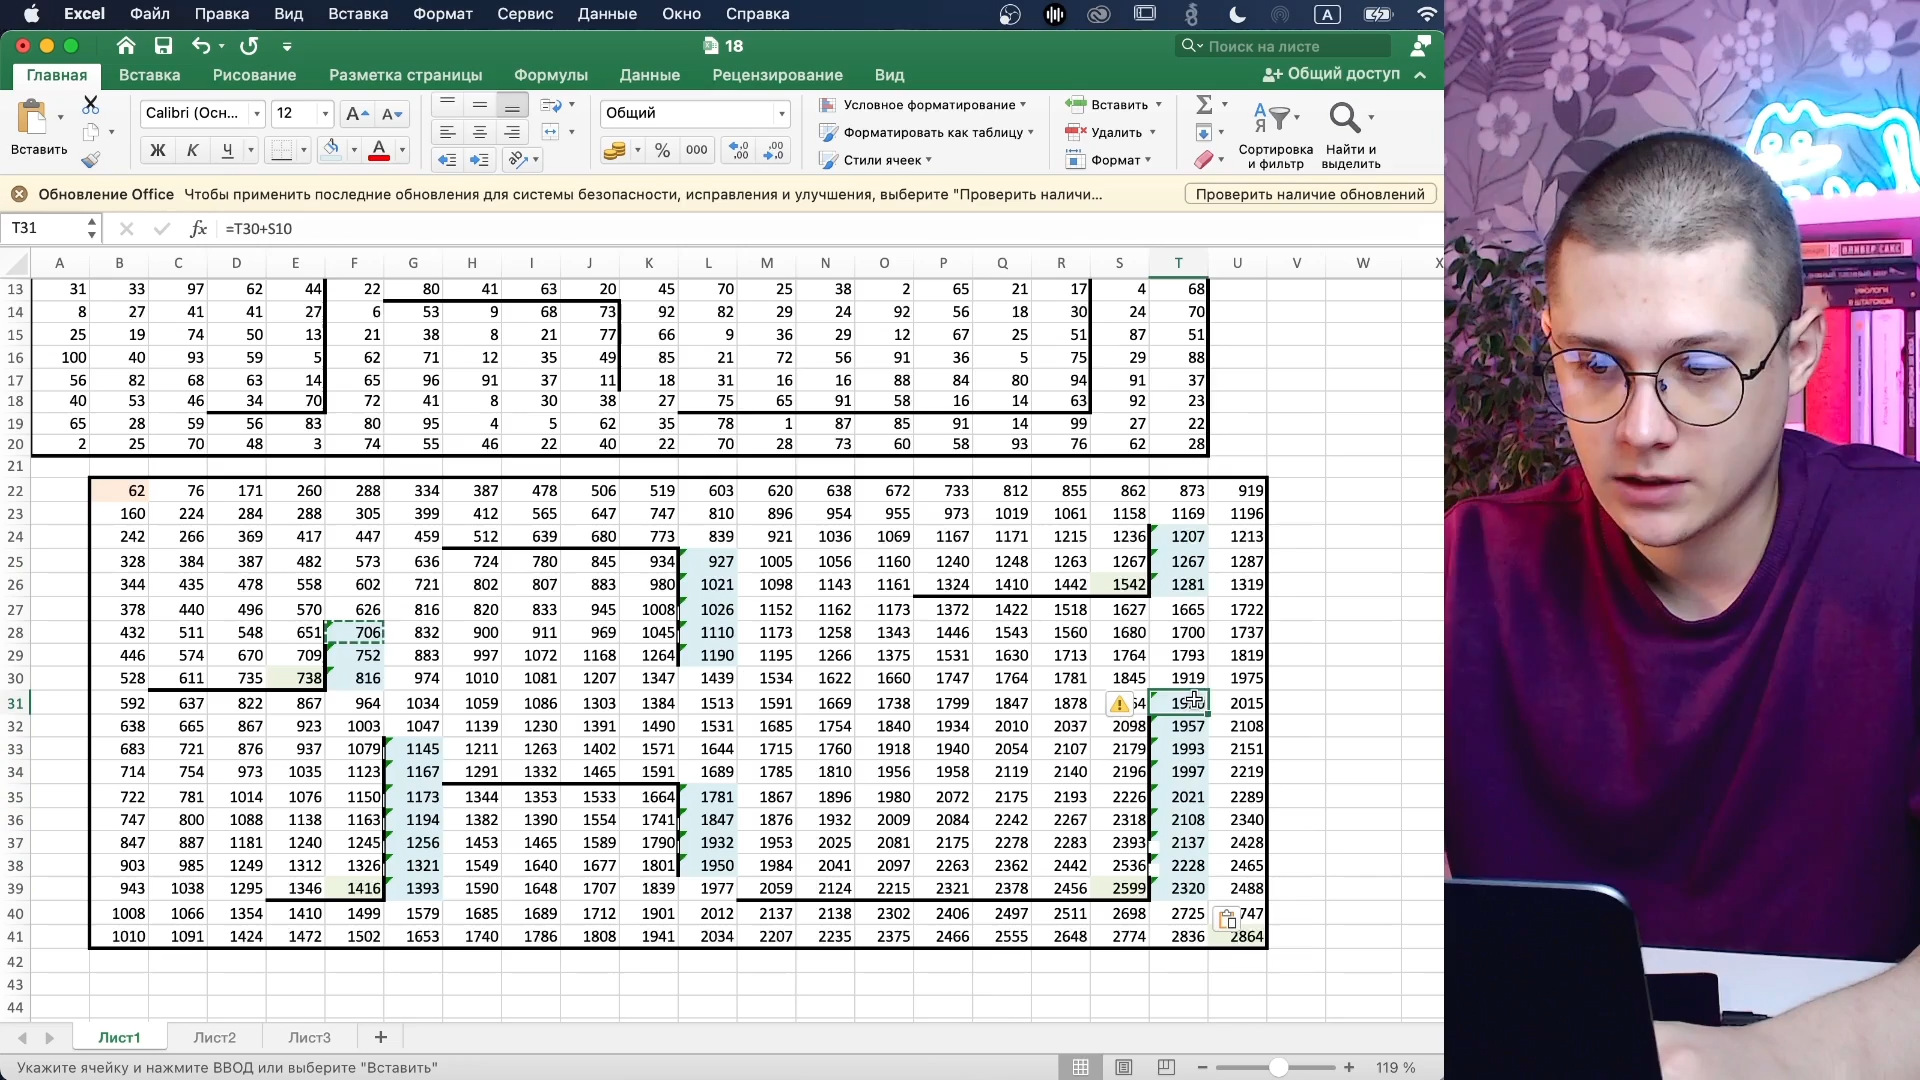 Excel Файл Правка Вид Вставка Формат Сервис Данные Окно Справка A
18
Поиск на листе
Главная Вставка Рисование Разметка страницы Формулы Данные Рецензирование Вид Общий доступ
Вставить
Calibri (Осн... 12 A A
Ж К Ч А
Общий
% 000
Условное форматирование
Форматировать как таблицу
Стили ячеек
Вставить
Удалить
Формат
Сортировка и фильтр
Найти и выделить
Обновление Office Чтобы применить последние обновления для системы безопасности, исправления и улучшения, выберите "Проверить наличи... Проверить наличие обновлений
T31 fx =T30+S10
A B C D E F G H I J K L M N O P Q R S T U V W X
13 31 33 97 62 44 22 80 41 63 20 45 70 25 38 2 65 21 17 4 68
14 8 27 41 41 27 6 53 9 68 73 92 82 29 24 92 56 18 30 24 70
15 25 19 74 50 13 21 38 8 21 77 66 9 36 29 12 67 25 51 87 51
16 100 40 93 59 5 62 71 12 35 49 85 21 72 56 91 36 5 75 29 88
17 56 82 68 63 14 65 96 91 37 11 18 31 16 16 88 84 80 94 91 37
18 40 53 46 34 70 72 41 8 30 38 27 75 65 91 58 16 14 63 92 23
19 65 28 59 56 83 80 95 4 5 62 35 78 1 87 85 91 14 99 27 22
20 2 25 70 48 3 74 55 46 22 40 22 70 28 73 60 58 93 76 62 28
21
22 62 76 171 260 288 334 387 478 506 519 603 620 638 672 733 812 855 862 873 919
23 160 224 284 288 305 399 412 565 647 747 810 896 954 955 973 1019 1061 1158 1169 1196
24 242 266 369 417 447 459 512 639 680 773 839 921 1036 1069 1167 1171 1215 1236 1207 1213
25 328 384 387 482 573 636 724 780 845 934 927 1005 1056 1160 1240 1248 1263 1267 1267 1287
26 344 435 478 558 602 721 802 807 883 980 1021 1098 1143 1161 1324 1410 1442 1542 1281 1319
27 378 440 496 570 626 816 820 833 945 1008 1026 1152 1162 1173 1372 1422 1518 1627 1665 1722
28 432 511 548 651 706 832 900 911 969 1045 1110 1173 1258 1343 1446 1543 1560 1680 1700 1737
29 446 574 670 709 752 883 997 1072 1168 1264 1190 1195 1266 1375 1531 1630 1713 1764 1793 1819
30 528 611 735 738 816 974 1010 1081 1207 1347 1439 1534 1622 1660 1747 1764 1781 1845 1919 1975
31 592 637 822 867 964 1034 1059 1086 1303 1384 1513 1591 1669 1738 1799 1847 1878 2015
32 638 665 867 923 1003 1047 1139 1230 1391 1490 1531 1685 1754 1840 1934 2010 2037 2098 1957 2108
33 683 721 876 937 1079 1145 1211 1263 1402 1571 1644 1715 1760 1918 1940 2054 2107 2179 1993 2151
34 714 754 973 1035 1123 1167 1291 1332 1465 1591 1689 1785 1810 1956 1958 2119 2140 2196 1997 2219
35 722 781 1014 1076 1150 1173 1344 1353 1533 1664 1781 1867 1896 1980 2072 2175 2193 2226 2021 2289
36 747 800 1088 1138 1163 1194 1382 1390 1554 1741 1847 1876 1932 2009 2084 2242 2267 2318 2108 2340
37 847 887 1181 1240 1245 1256 1453 1465 1589 1790 1932 1953 2025 2081 2175 2278 2283 2393 2137 2428
38 903 985 1249 1312 1326 1321 1549 1640 1677 1801 1950 1984 2041 2097 2263 2362 2442 2536 2228 2465
39 943 1038 1295 1346 1416 1393 1590 1648 1707 1839 1977 2059 2124 2215 2321 2378 2456 2599 2320 2488
40 1008 1066 1354 1410 1499 1579 1685 1689 1712 1901 2012 2137 2138 2302 2406 2497 2511 2698 2725 747
41 1010 1091 1424 1472 1502 1653 1740 1786 1808 1941 2034 2207 2235 2375 2466 2555 2648 2774 2836 2864
42
43
44
Лист1 Лист2 Лист3
Укажите ячейку и нажмите ВВОД или выберите "Вставить" 119 %
ОЛИВЕР САКС